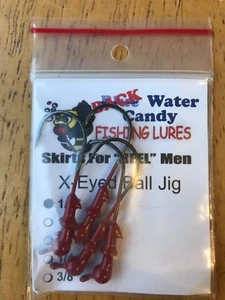 BACK Water
Candy
FISHING LURES
Skirts For "REEL" Men
X-Eyed Ball Jig
3/8